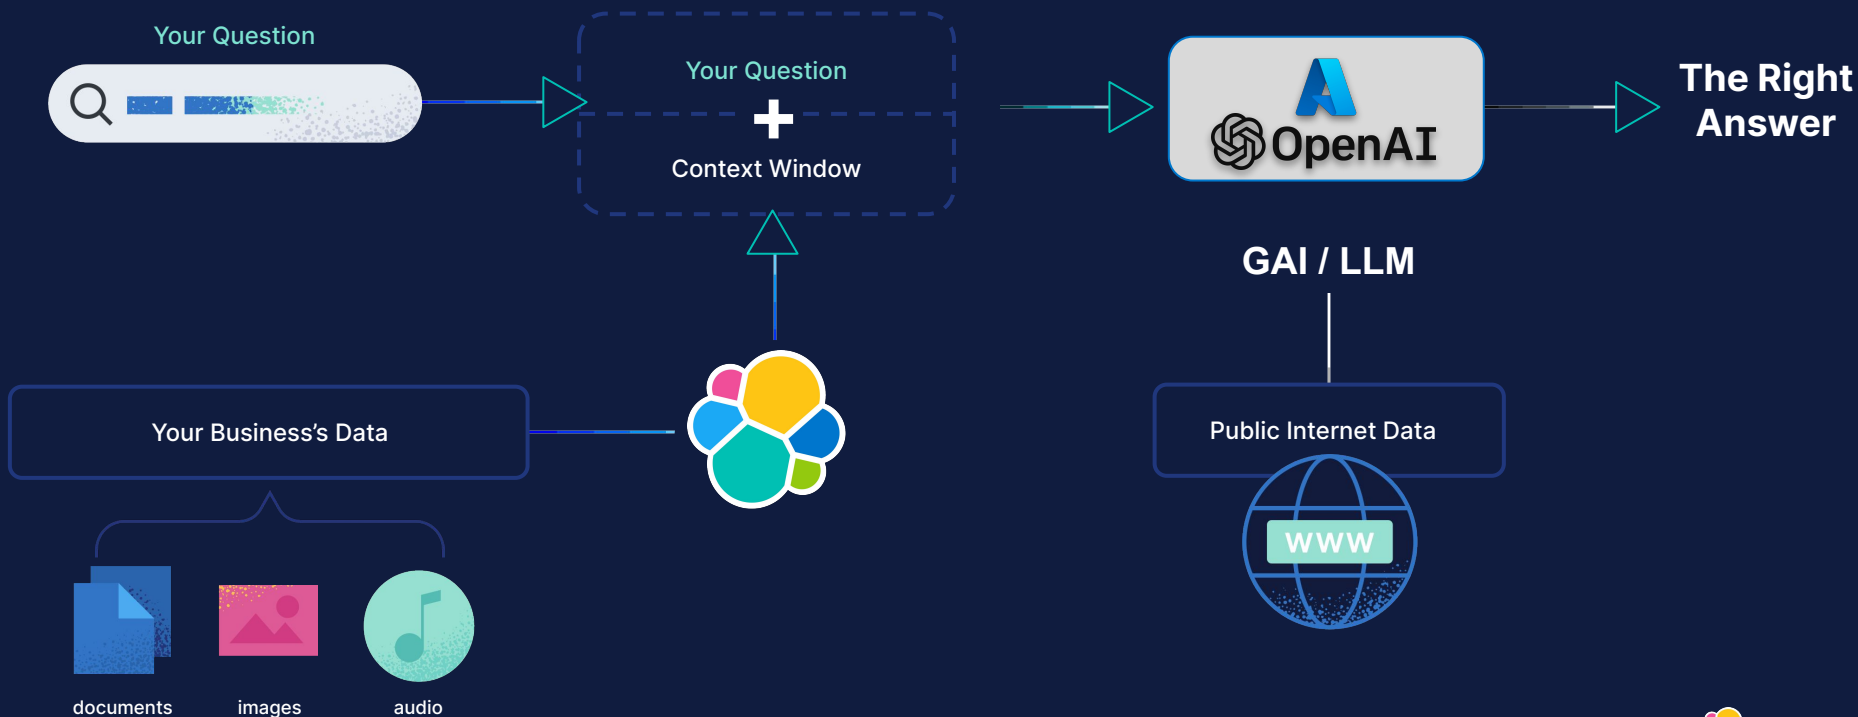 Your Question
Your Question
+
Context Window
OpenAI
The Right
Answer
GAI / LLM
Your Business's Data
Public Internet Data
WWW
documents
images
audio